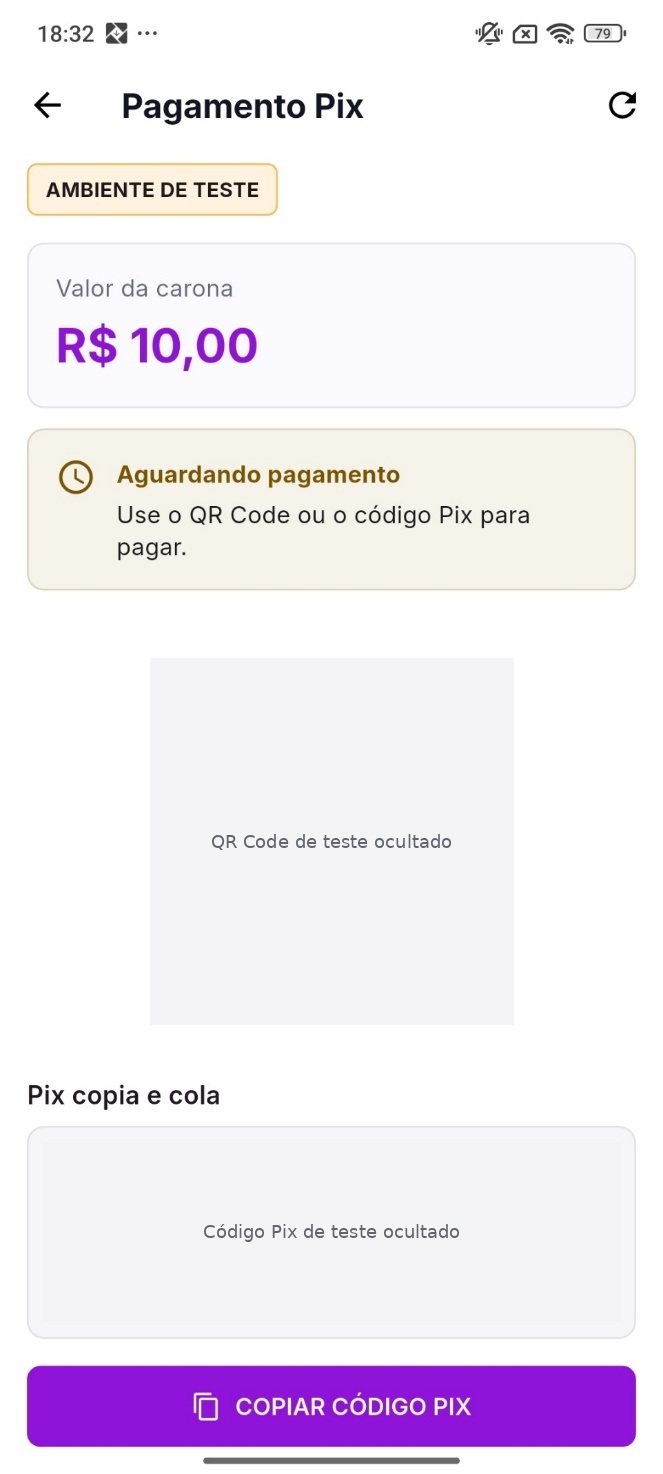 18:32
79
Pagamento Pix
AMBIENTE DE TESTE
Valor da carona
R$ 10,00
Aguardando pagamento
Use o QR Code ou o código Pix para
pagar.
QR Code de teste ocultado
Pix copia e cola
Código Pix de teste ocultado
COPIAR CÓDIGO PIX